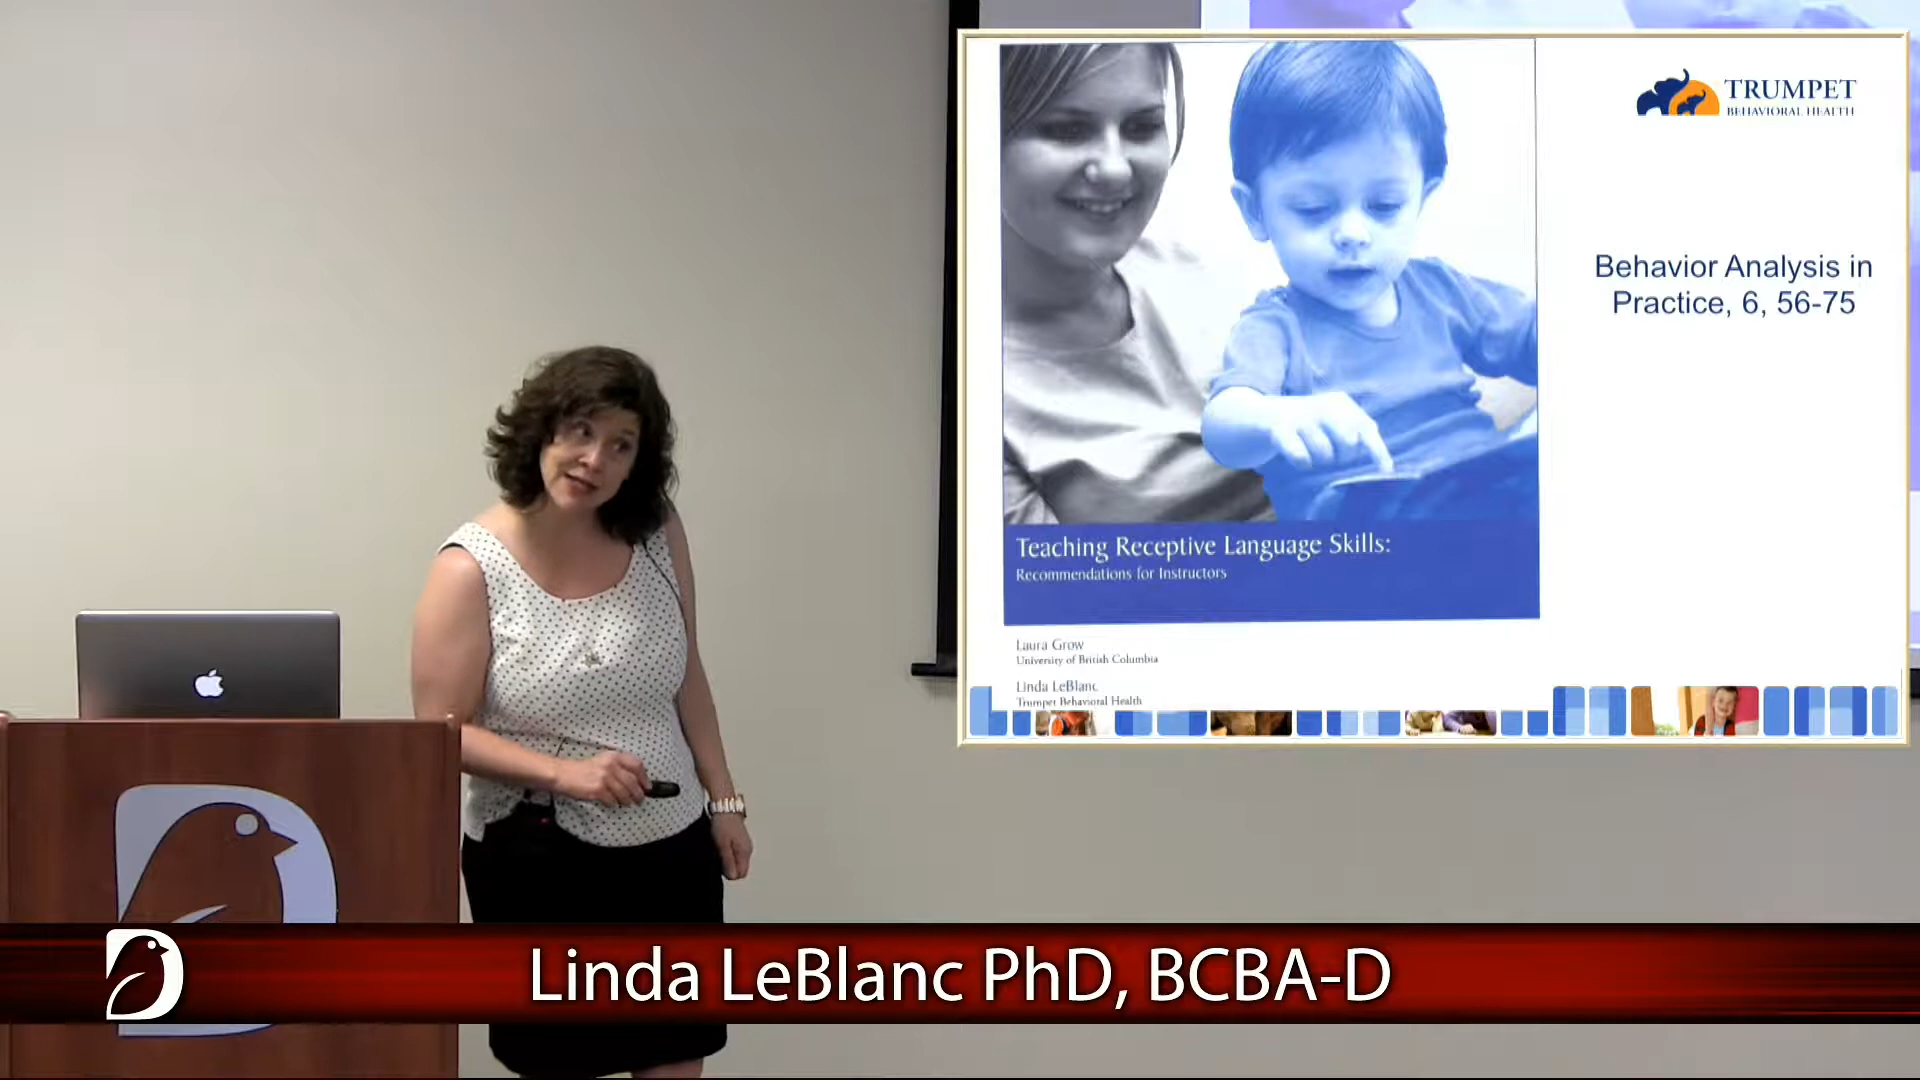 TRUMPET
BEHAVIORAL HEALTH
Behavior Analysis in
Practice, 6, 56-75
Teaching Receptive Language Skills:
Recommendations for Instructors
Laura Grow
University of British Columbia
Linda LeBlanc
Trumpet Behavioral Health
Linda LeBlanc PhD, BCBA-D